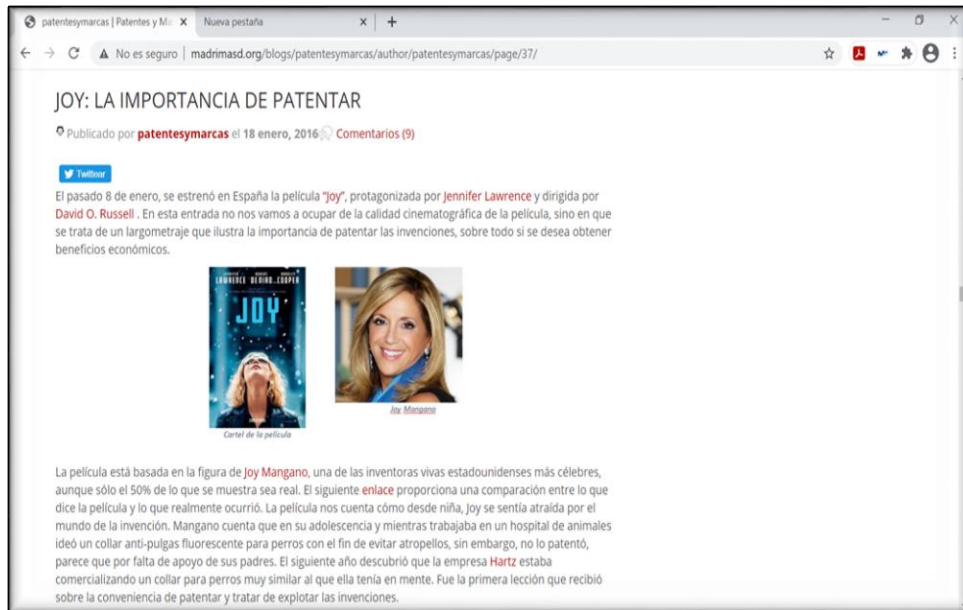 patentesymarcas | Patentes y Ma
Nueva pestaña
No es seguro | madrimasd.org/blogs/patentesymarcas/author/patentesymarcas/page/37/
JOY: LA IMPORTANCIA DE PATENTAR
Publicado por patentesymarcas el 18 enero, 2016 Comentarios (9)
Twittear
El pasado 8 de enero, se estrenó en España la película “Joy”, protagonizada por Jennifer Lawrence y dirigida por
David O. Russell . En esta entrada no nos vamos a ocupar de la calidad cinematográfica de la película, sino en que
se trata de un largometraje que ilustra la importancia de patentar las invenciones, sobre todo si se desea obtener
beneficios económicos.
LAWRENCE DENIRO COOPER
JOY
Cartel de la película
Joy Mangano
La película está basada en la figura de Joy Mangano, una de las inventoras vivas estadounidenses más célebres,
aunque sólo el 50% de lo que se muestra sea real. El siguiente enlace proporciona una comparación entre lo que
dice la película y lo que realmente ocurrió. La película nos cuenta cómo desde niña, Joy se sentía atraída por el
mundo de la invención. Mangano cuenta que en su adolescencia y mientras trabajaba en un hospital de animales
ideó un collar anti-pulgas fluorescente para perros con el fin de evitar atropellos, sin embargo, no lo patentó,
parece que por falta de apoyo de sus padres. El siguiente año descubrió que la empresa Hartz estaba
comercializando un collar para perros muy similar al que ella tenía en mente. Fue la primera lección que recibió
sobre la conveniencia de patentar y tratar de explotar las invenciones.